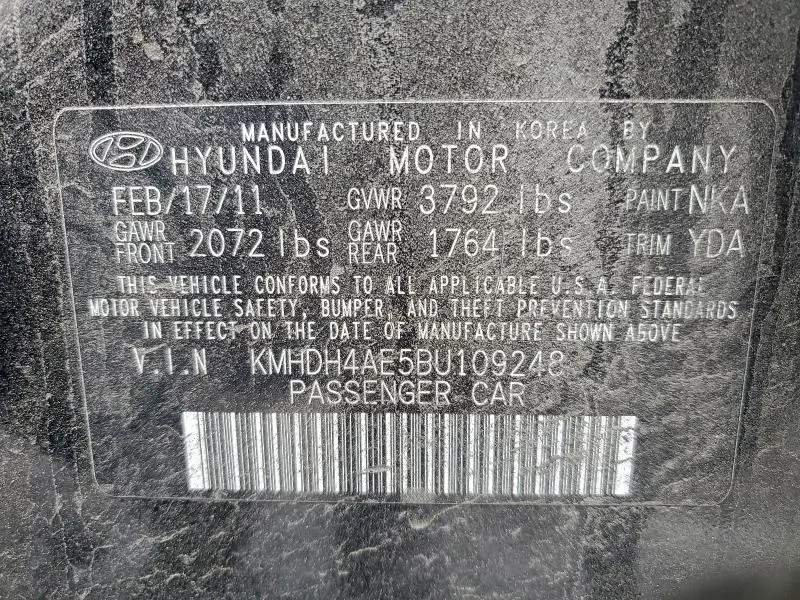 MANUFACTURED IN KOREA BY
HYUNDAI MOTOR COMPANY
FEB/17/11 GVWR 3792 lbs PAINT NKA
GAWR FRONT 2072 lbs GAWR REAR 1764 lbs TRIM YDA
THIS VEHICLE CONFORMS TO ALL APPLICABLE U.S.A. FEDERAL
MOTOR VEHICLE SAFETY, BUMPER, AND THEFT PREVENTION STANDARDS
IN EFFECT ON THE DATE OF MANUFACTURE SHOWN ABOVE
V.I.N KMHDH4AE5BU109248
PASSENGER CAR